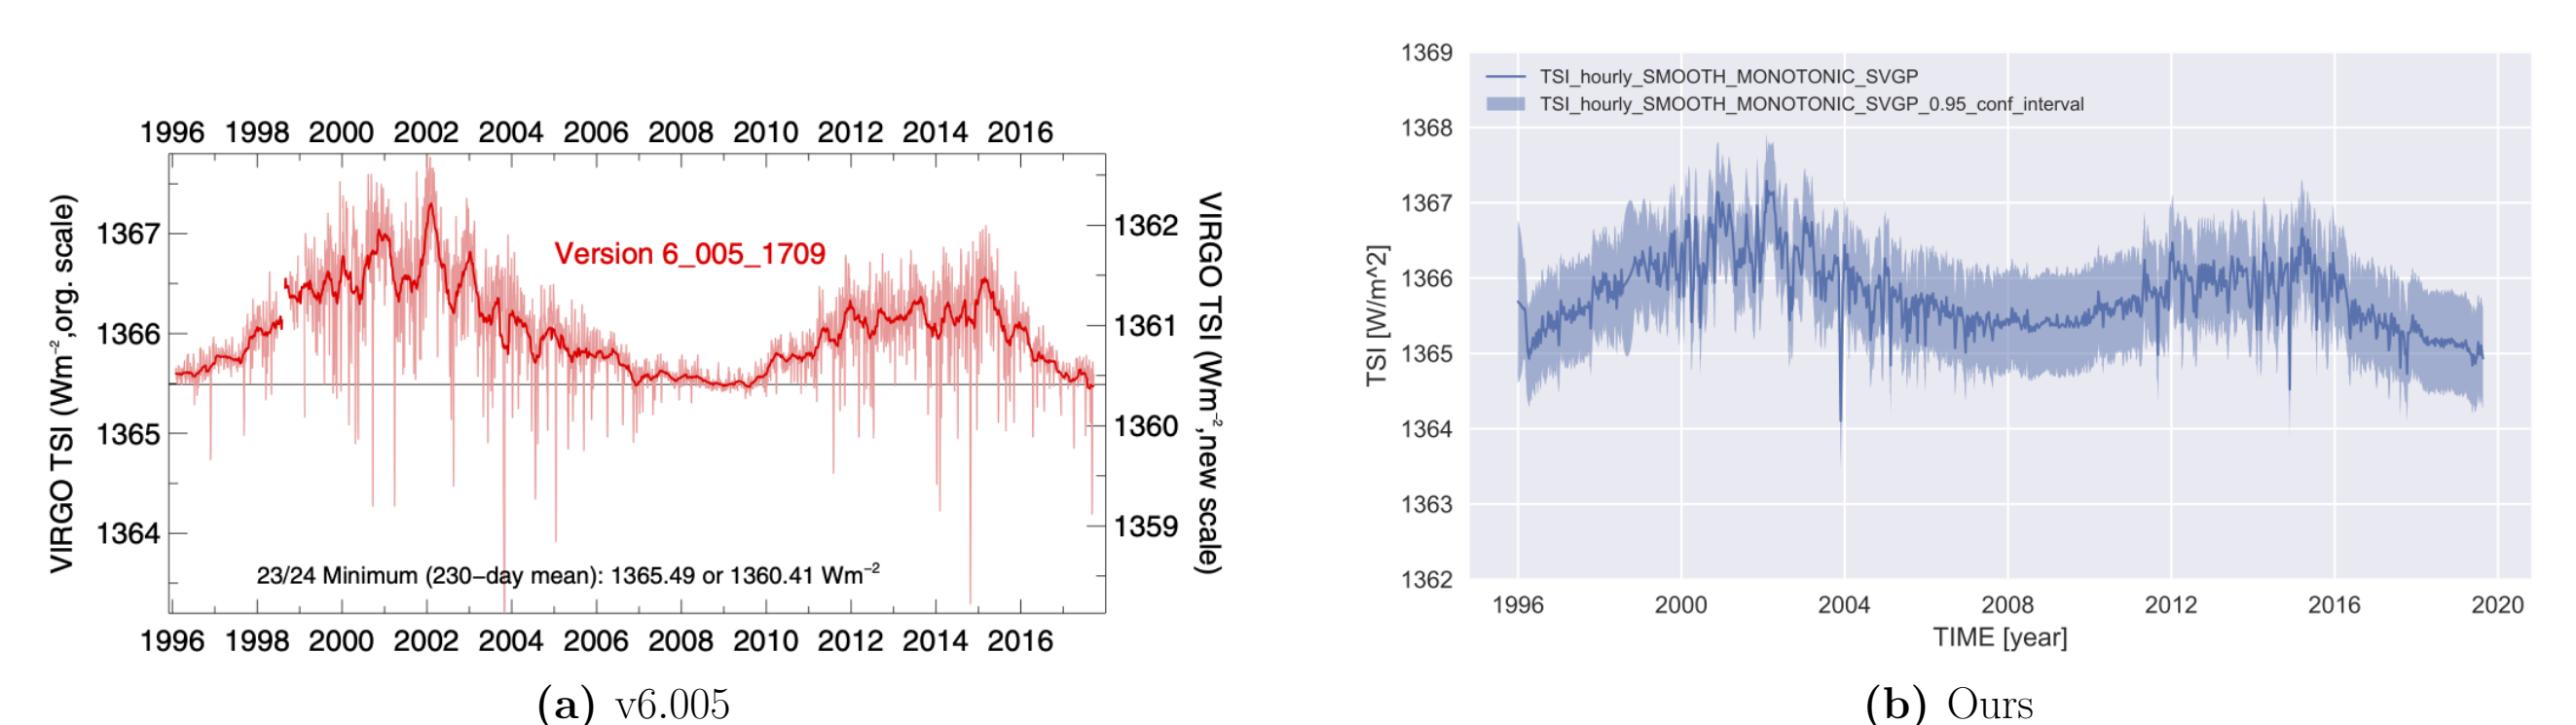 1996 1998 2000 2002 2004 2006 2008 2010 2012 2014 2016
VIRGO TSI (Wm⁻²,org. scale)
1367
1366
1365
1364
Version 6_005_1709
23/24 Minimum (230−day mean): 1365.49 or 1360.41 Wm⁻²
1362
1361
1360
1359
VIRGO TSI (Wm⁻²,new scale)
1996 1998 2000 2002 2004 2006 2008 2010 2012 2014 2016
(a) v6.005
TSI [W/m^2]
1369
1368
1367
1366
1365
1364
1363
1362
TSI_hourly_SMOOTH_MONOTONIC_SVGP
TSI_hourly_SMOOTH_MONOTONIC_SVGP_0.95_conf_interval
1996 2000 2004 2008 2012 2016 2020
TIME [year]
(b) Ours